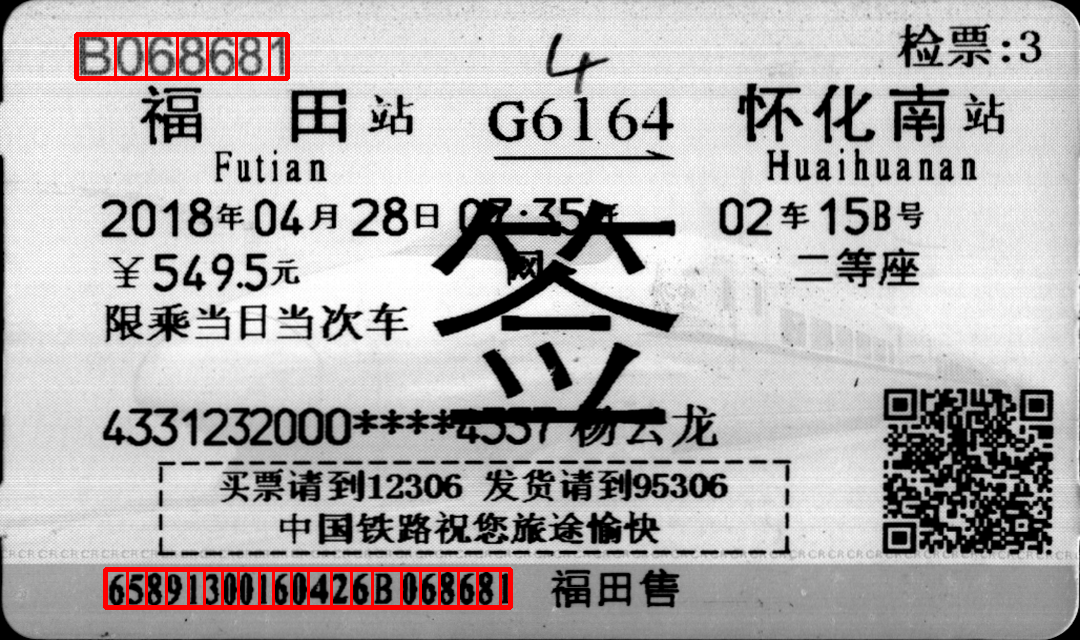 B068681
检票:3
4
福田站 G6164 怀化南站
Futian Huaihuanan
2018年04月28日 07:35开 02车15B号
¥549.5元 网 二等座
限乘当日当次车
签
4331232000****4337 杨云龙
买票请到12306 发货请到95306
中国铁路祝您旅途愉快
65891300160426B068681 福田售